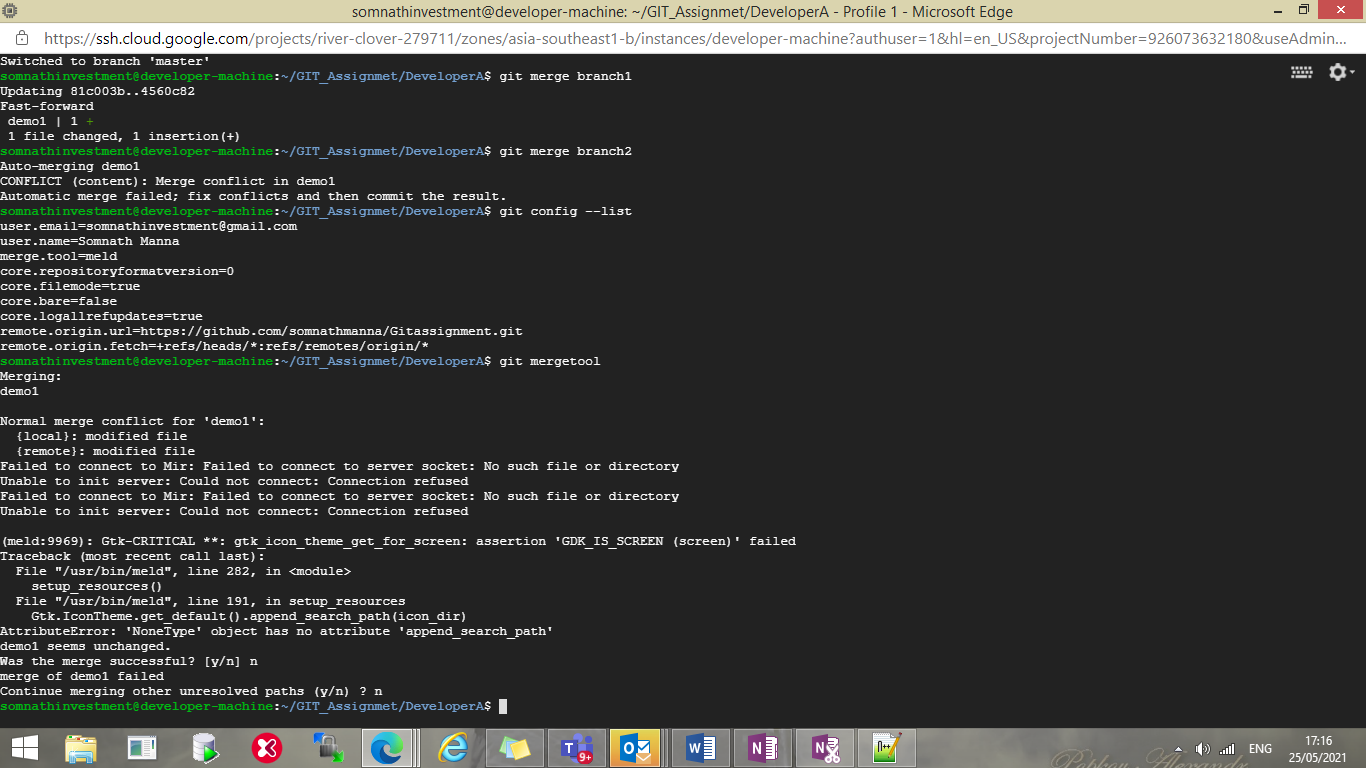 somnathinvestment@developer-machine: ~/GIT_Assignmet/DeveloperA - Profile 1 - Microsoft Edge
https://ssh.cloud.google.com/projects/river-clover-279711/zones/asia-southeast1-b/instances/developer-machine?authuser=1&hl=en_US&projectNumber=926073632180&useAdmin...
Switched to branch 'master'
somnathinvestment@developer-machine:~/GIT_Assignmet/DeveloperA$ git merge branch1
Updating 81c003b..4560c82
Fast-forward
 demo1 | 1 +
 1 file changed, 1 insertion(+)
somnathinvestment@developer-machine:~/GIT_Assignmet/DeveloperA$ git merge branch2
Auto-merging demo1
CONFLICT (content): Merge conflict in demo1
Automatic merge failed; fix conflicts and then commit the result.
somnathinvestment@developer-machine:~/GIT_Assignmet/DeveloperA$ git config --list
user.email=somnathinvestment@gmail.com
user.name=Somnath Manna
merge.tool=meld
core.repositoryformatversion=0
core.filemode=true
core.bare=false
core.logallrefupdates=true
remote.origin.url=https://github.com/somnathmanna/Gitassignment.git
remote.origin.fetch=+refs/heads/*:refs/remotes/origin/*
somnathinvestment@developer-machine:~/GIT_Assignmet/DeveloperA$ git mergetool
Merging:
demo1

Normal merge conflict for 'demo1':
  {local}: modified file
  {remote}: modified file
Failed to connect to Mir: Failed to connect to server socket: No such file or directory
Unable to init server: Could not connect: Connection refused
Failed to connect to Mir: Failed to connect to server socket: No such file or directory
Unable to init server: Could not connect: Connection refused

(meld:9969): Gtk-CRITICAL **: gtk_icon_theme_get_for_screen: assertion 'GDK_IS_SCREEN (screen)' failed
Traceback (most recent call last):
  File "/usr/bin/meld", line 282, in <module>
    setup_resources()
  File "/usr/bin/meld", line 191, in setup_resources
    Gtk.IconTheme.get_default().append_search_path(icon_dir)
AttributeError: 'NoneType' object has no attribute 'append_search_path'
demo1 seems unchanged.
Was the merge successful? [y/n] n
merge of demo1 failed
Continue merging other unresolved paths (y/n) ? n
somnathinvestment@developer-machine:~/GIT_Assignmet/DeveloperA$
9+
ENG
17:16
25/05/2021